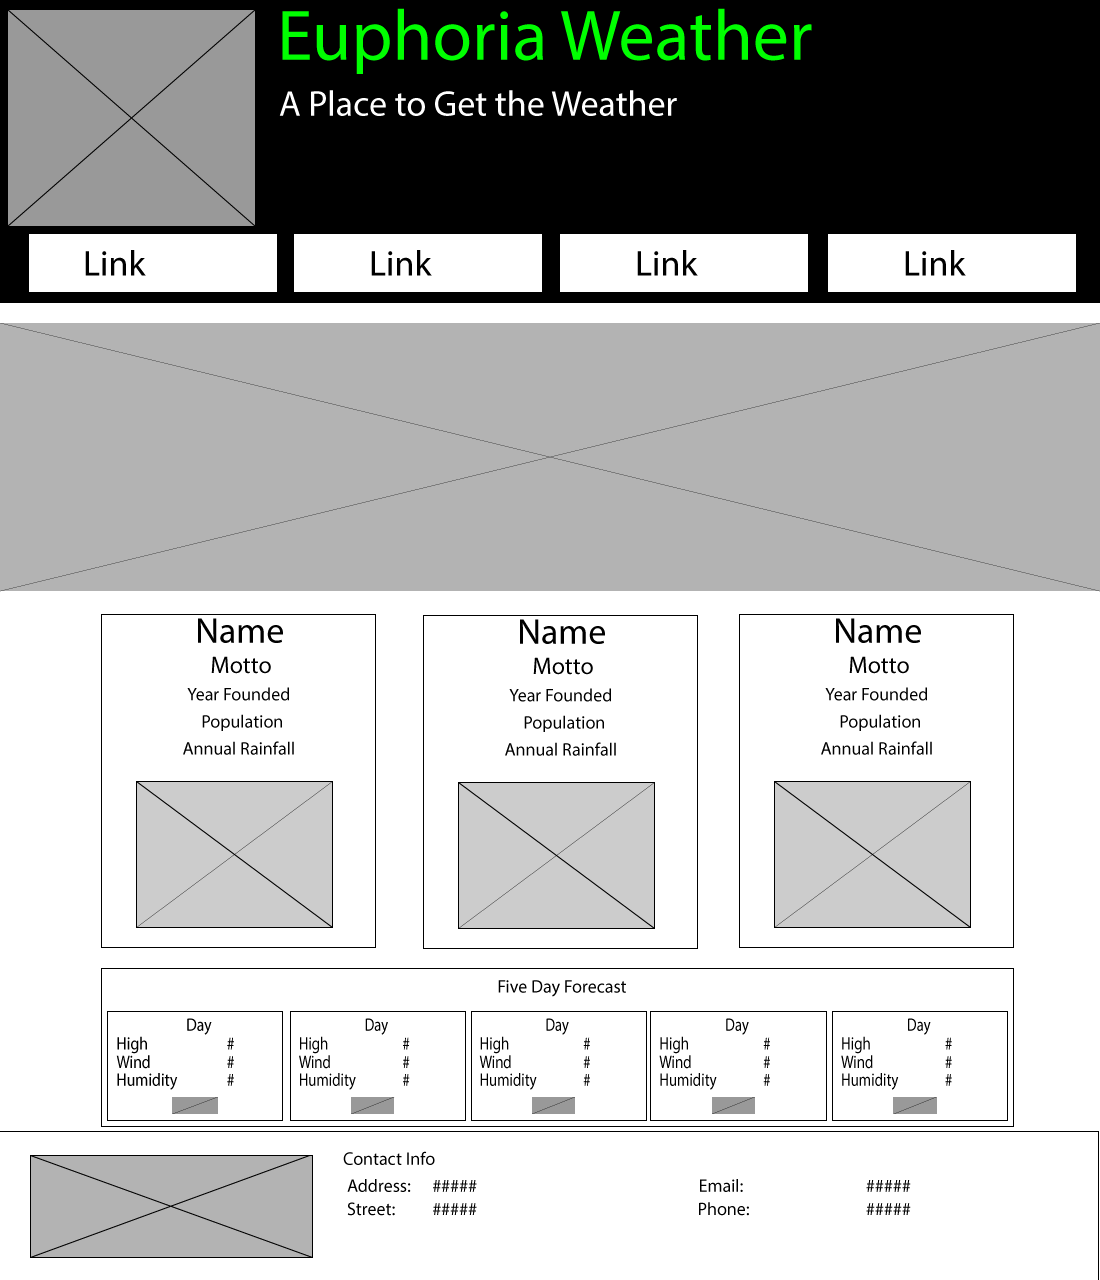 Euphoria Weather
A Place to Get the Weather
Link Link Link Link
Name
Motto
Year Founded
Population
Annual Rainfall
Name
Motto
Year Founded
Population
Annual Rainfall
Name
Motto
Year Founded
Population
Annual Rainfall
Five Day Forecast
Day
High #
Wind #
Humidity #
Day
High #
Wind #
Humidity #
Day
High #
Wind #
Humidity #
Day
High #
Wind #
Humidity #
Day
High #
Wind #
Humidity #
Contact Info
Address: ##### Email: #####
Street: ##### Phone: #####